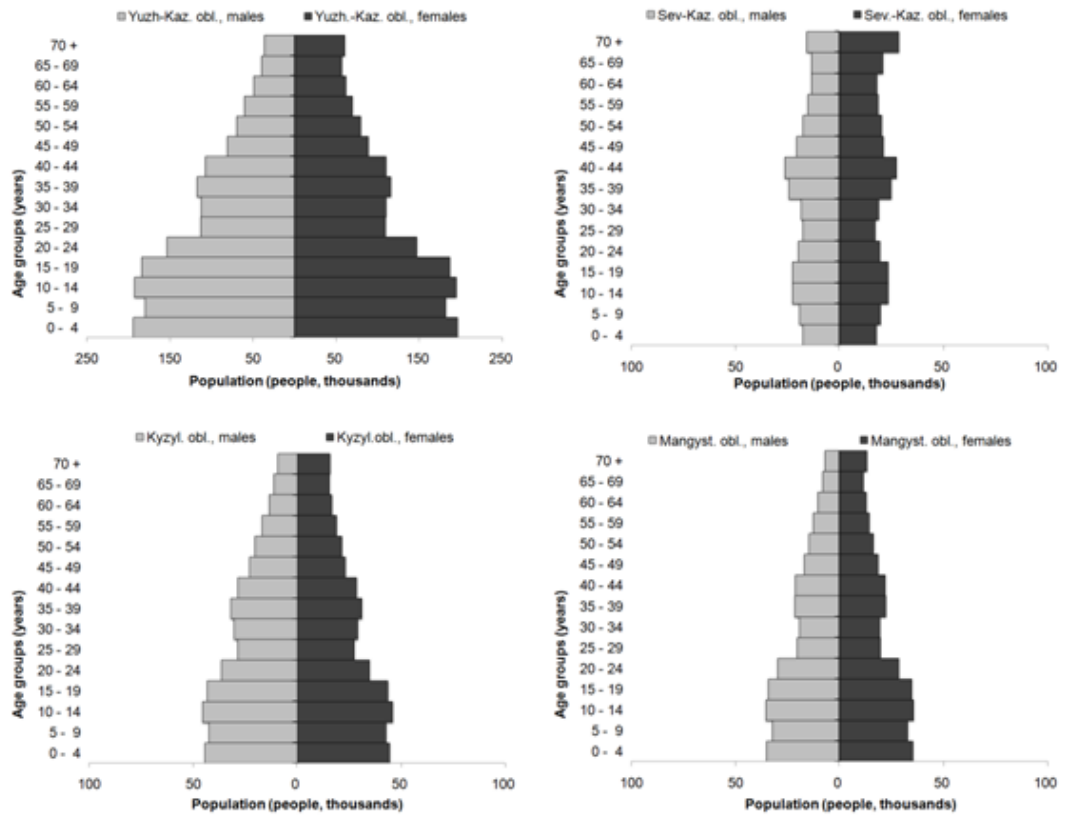 Yuzh-Kaz. obl., males Yuzh.-Kaz. obl., females
70 +
65 - 69
60 - 64
55 - 59
50 - 54
45 - 49
40 - 44
35 - 39
30 - 34
25 - 29
20 - 24
15 - 19
10 - 14
5 - 9
0 - 4
Age groups (years)
250 150 50 50 150 250
Population (people, thousands)
Sev-Kaz. obl., males Sev.-Kaz. obl., females
70 +
65 - 69
60 - 64
55 - 59
50 - 54
45 - 49
40 - 44
35 - 39
30 - 34
25 - 29
20 - 24
15 - 19
10 - 14
5 - 9
0 - 4
Age groups (years)
100 50 0 50 100
Population (people, thousands)
Kyzyl. obl., males Kyzyl.obl., females
70 +
65 - 69
60 - 64
55 - 59
50 - 54
45 - 49
40 - 44
35 - 39
30 - 34
25 - 29
20 - 24
15 - 19
10 - 14
5 - 9
0 - 4
Age groups (years)
100 50 0 50 100
Population (people, thousands)
Mangyst. obl., males Mangyst. obl., females
70 +
65 - 69
60 - 64
55 - 59
50 - 54
45 - 49
40 - 44
35 - 39
30 - 34
25 - 29
20 - 24
15 - 19
10 - 14
5 - 9
0 - 4
Age groups (years)
100 50 0 50 100
Population (people, thousands)